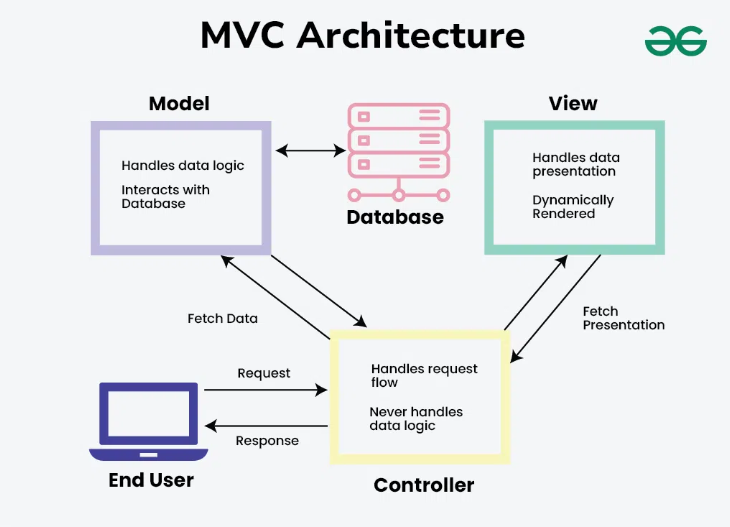 MVC Architecture
Model
Handles data logic
Interacts with
Database
Database
View
Handles data
presentation
Dynamically
Rendered
Fetch Data
Fetch
Presentation
Request
Response
Handles request
flow
Never handles
data logic
End User
Controller